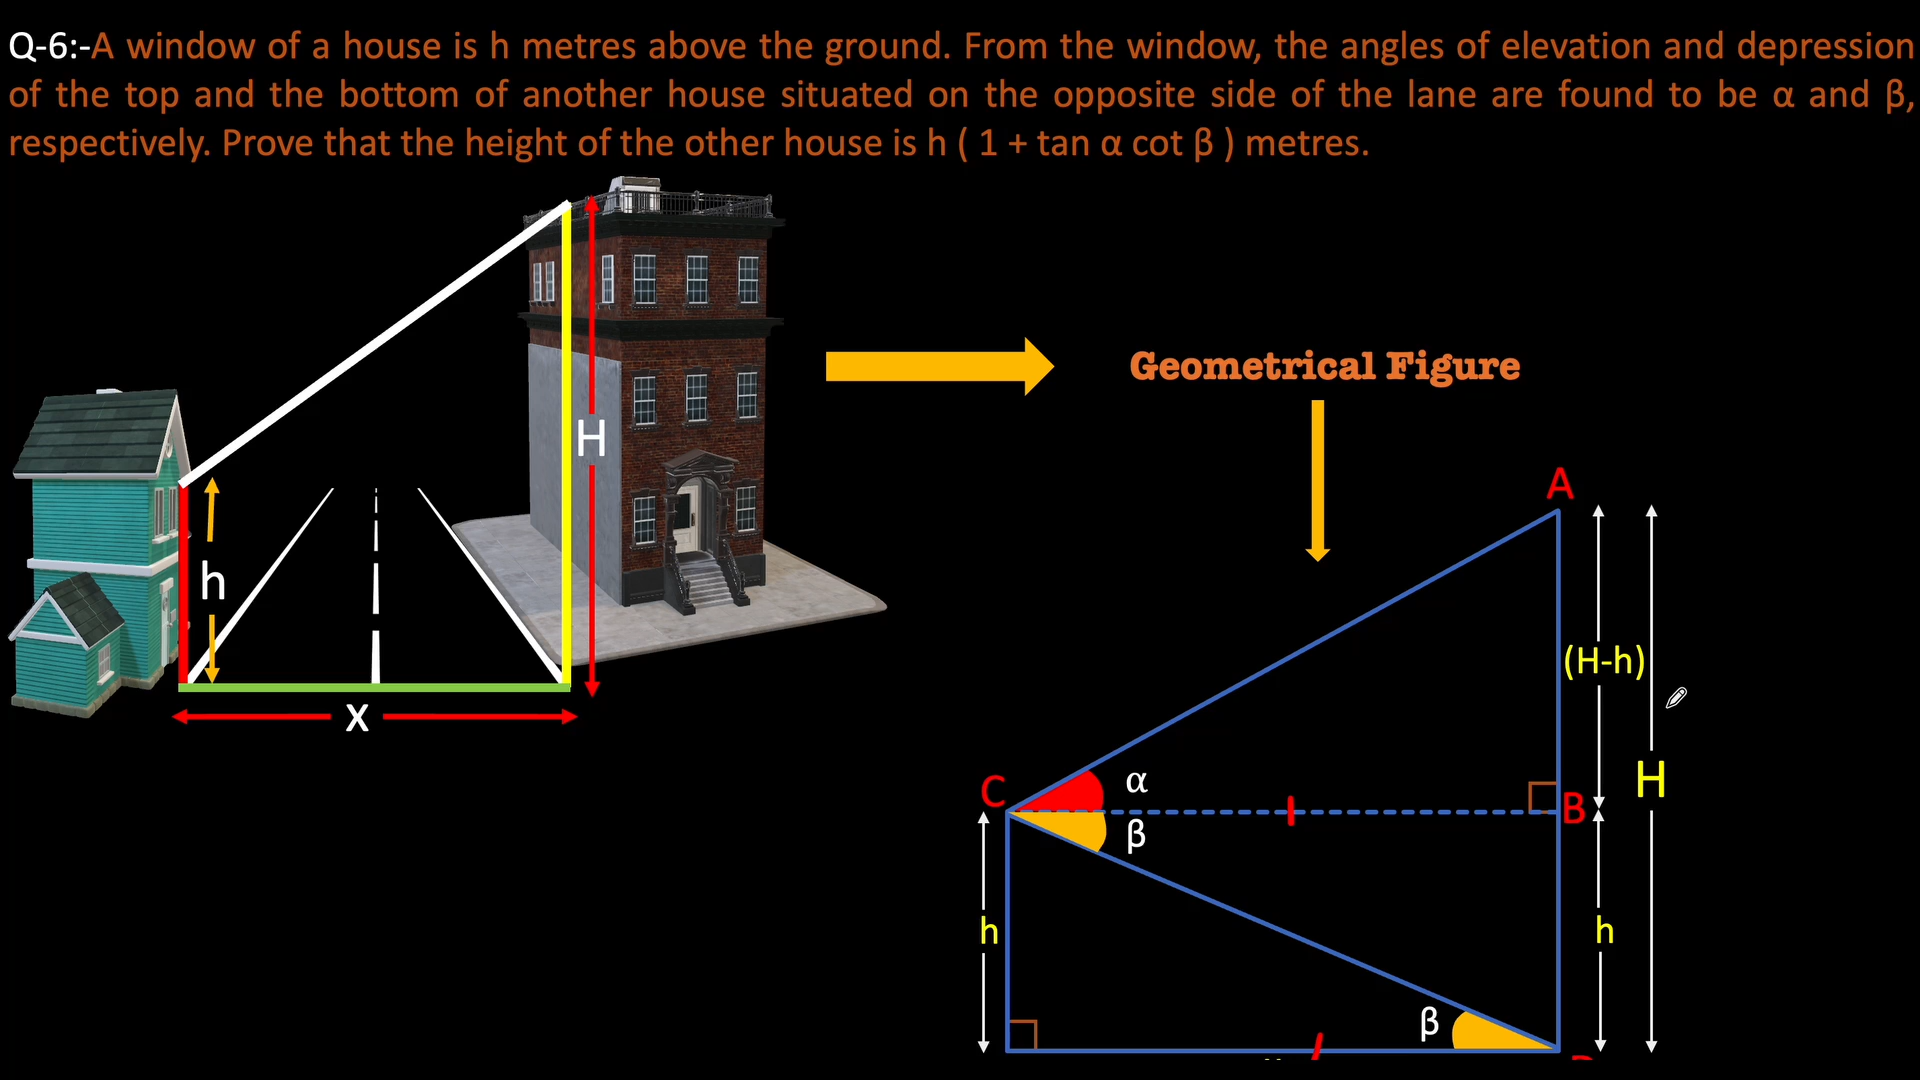 Q-6:-A window of a house is h metres above the ground. From the window, the angles of elevation and depression
of the top and the bottom of another house situated on the opposite side of the lane are found to be α and β,
respectively. Prove that the height of the other house is h ( 1 + tan α cot β ) metres.
H
h
x
Geometrical Figure
A
(H-h)
H
C
α
B
β
h
h
β